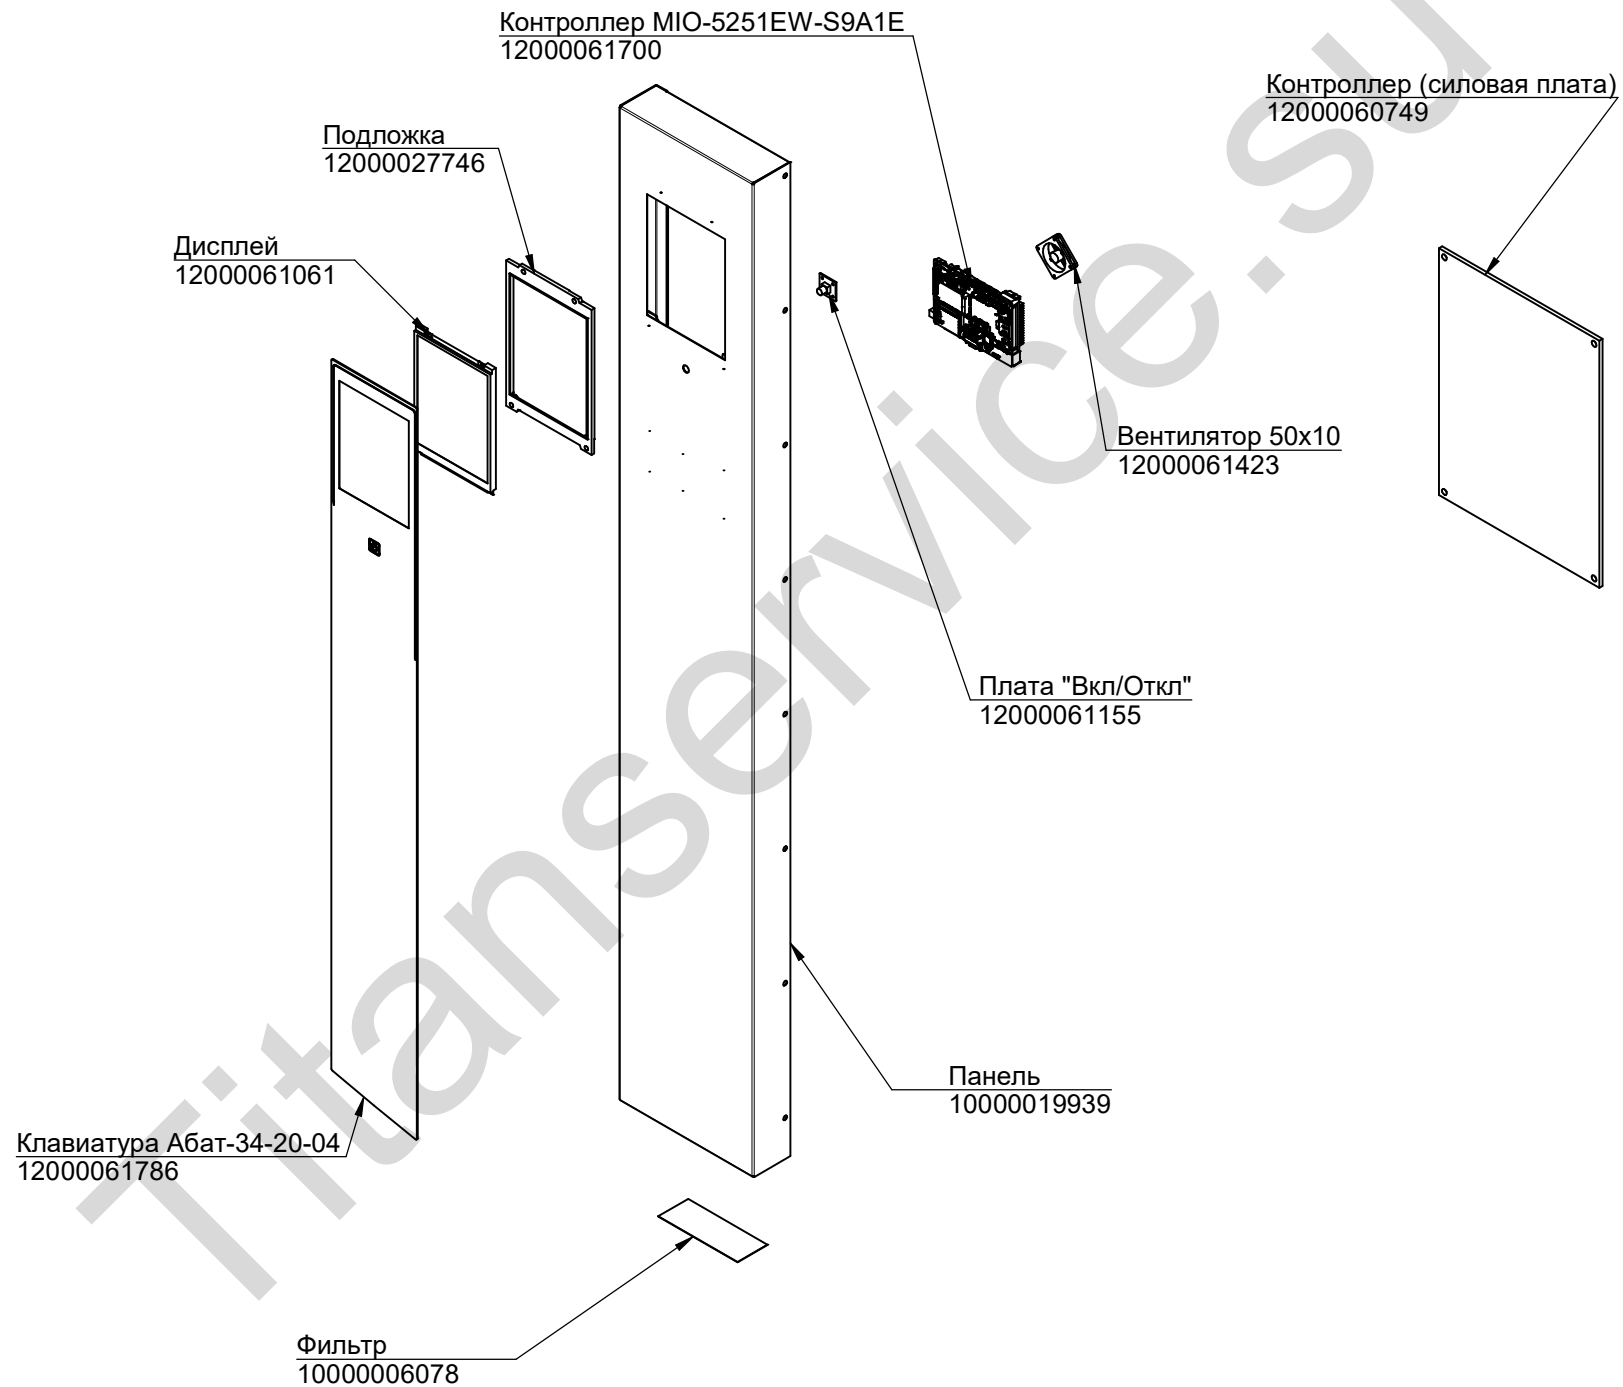 Контроллер MIO-5251EW-S9A1E
12000061700
Контроллер (силовая плата)
12000060749
Подложка
12000027746
Дисплей
12000061061
Вентилятор 50х10
12000061423
Плата "Вкл/Откл"
12000061155
Панель
10000019939
Клавиатура Абат-34-20-04
12000061786
Фильтр
10000006078
Titanservice.su